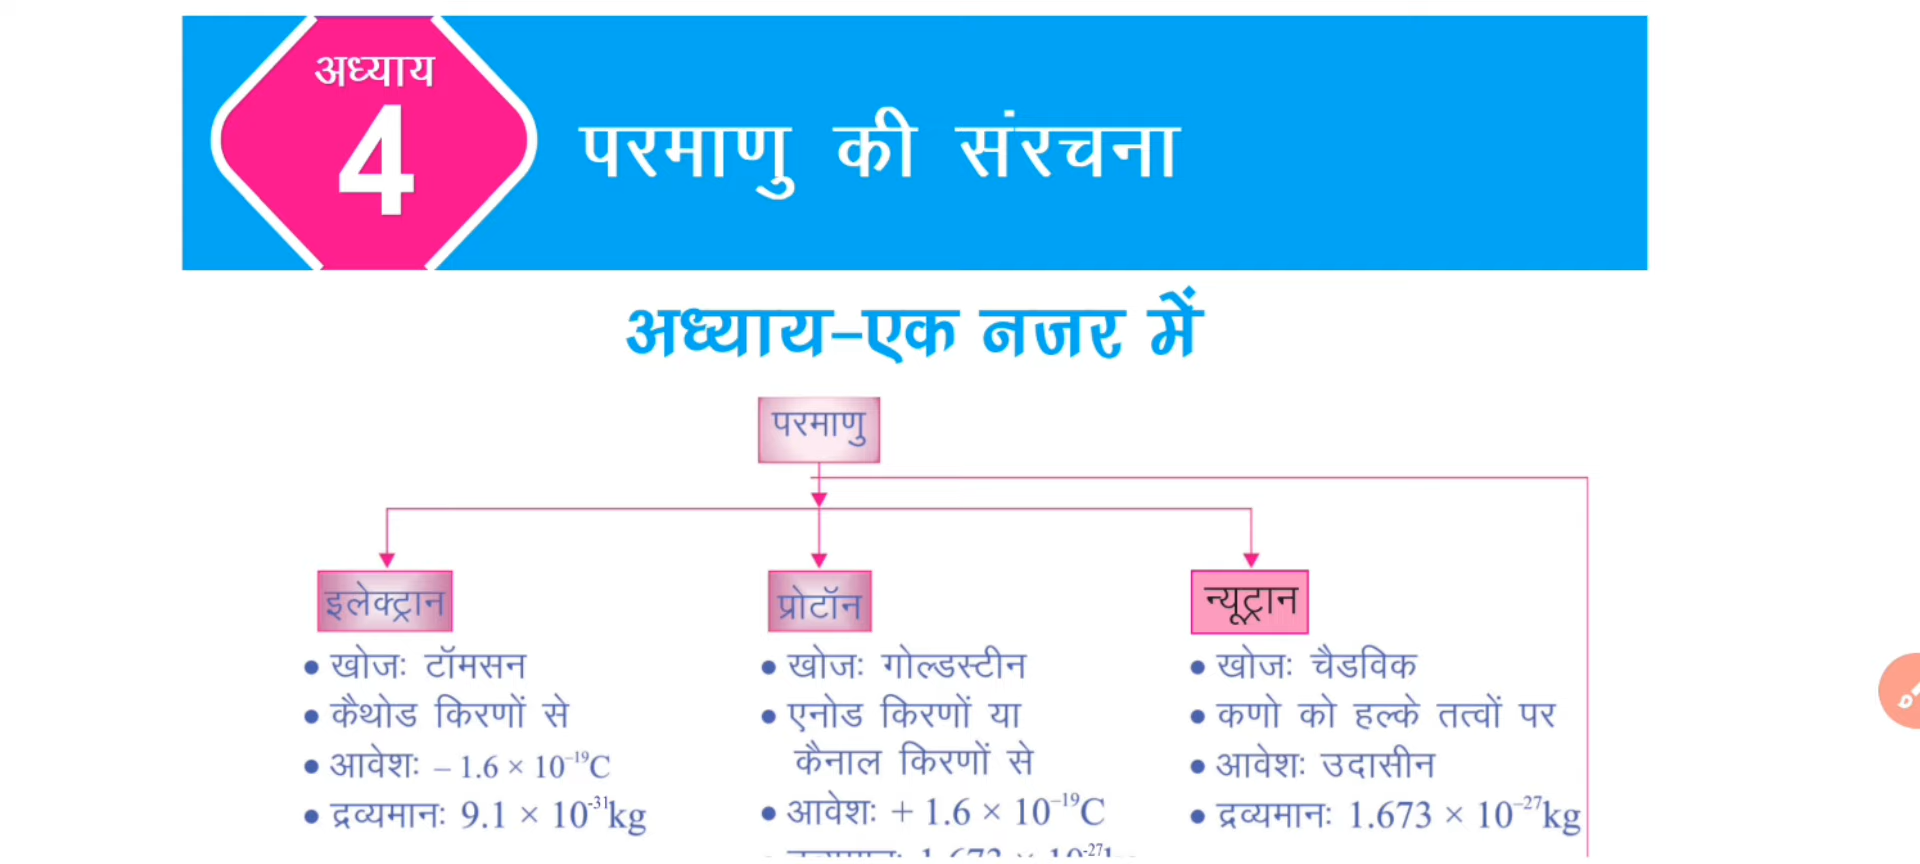 अध्याय
4
परमाणु की संरचना
अध्याय–एक नजर में
परमाणु
इलेक्ट्रान
• खोजः टॉमसन
• कैथोड किरणों से
• आवेशः – 1.6 × 10⁻¹⁹C
• द्रव्यमानः 9.1 × 10⁻³¹kg
प्रोटॉन
• खोजः गोल्डस्टीन
• एनोड किरणों या
कैनाल किरणों से
• आवेशः + 1.6 × 10⁻¹⁹C
न्यूट्रान
• खोजः चैडविक
• कणो को हल्के तत्वों पर
• आवेशः उदासीन
• द्रव्यमानः 1.673 × 10⁻²⁷kg